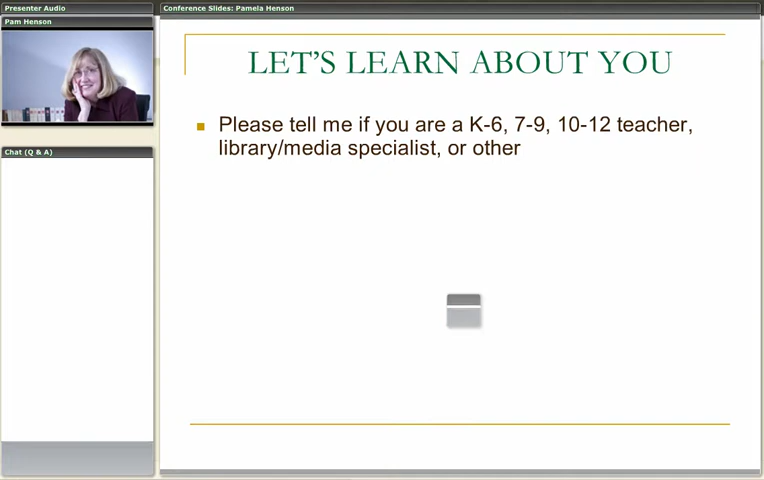 Presenter Audio
Conference Slides: Pamela Henson
Pam Henson
LET'S LEARN ABOUT YOU
Please tell me if you are a K-6, 7-9, 10-12 teacher,
library/media specialist, or other
Chat (Q & A)